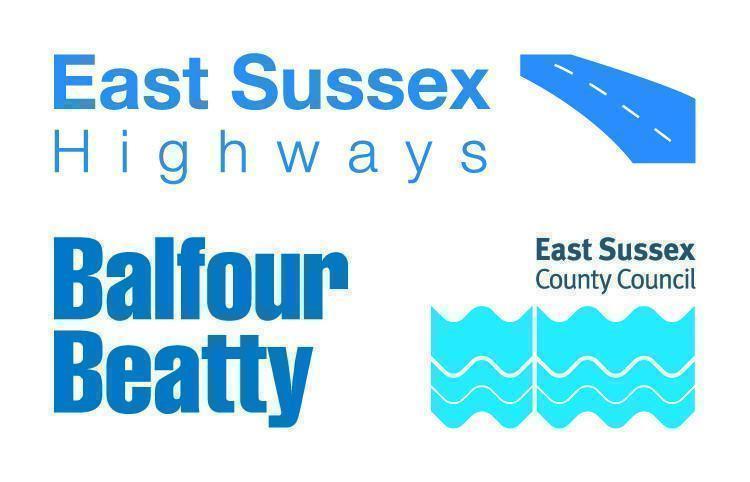 East Sussex
Highways
Balfour
Beatty
East Sussex
County Council